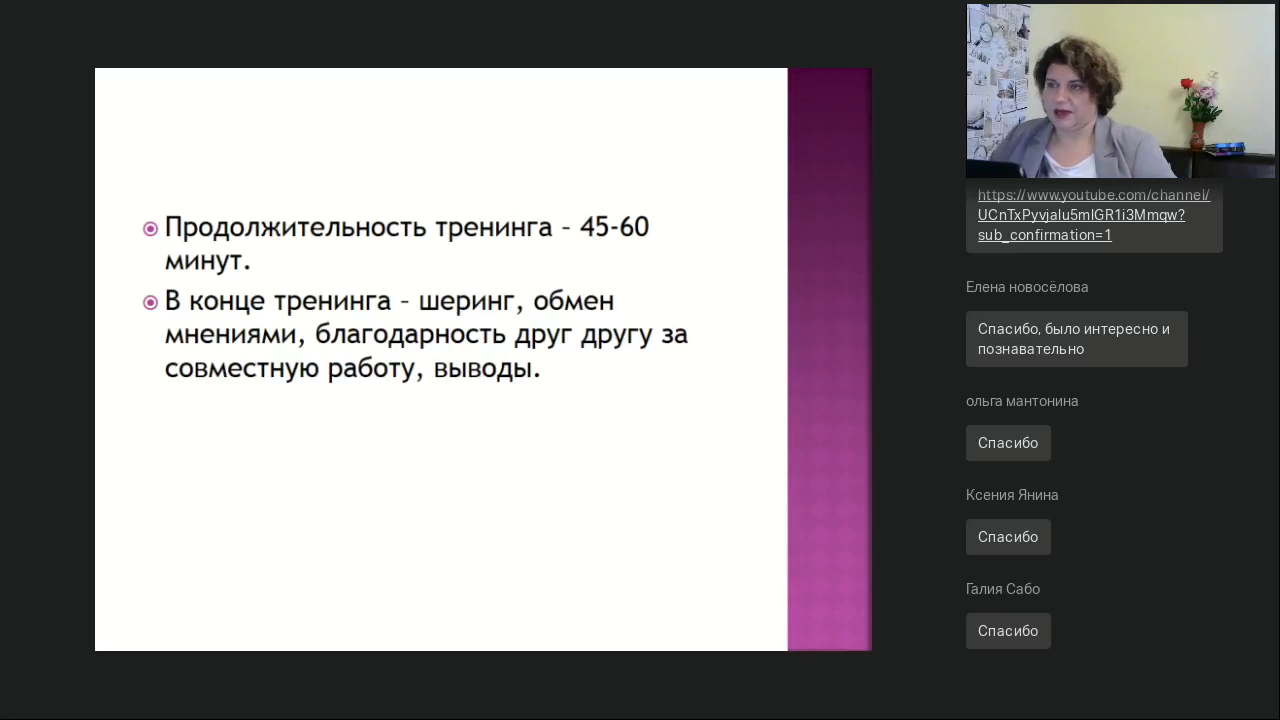 Продолжительность тренинга – 45-60
минут.
В конце тренинга – шеринг, обмен
мнениями, благодарность друг другу за
совместную работу, выводы.
https://www.youtube.com/channel/
UCnTxPyvjalu5mlGR1i3Mmqw?
sub_confirmation=1
Елена новосёлова
Спасибо, было интересно и
познавательно
ольга мантонина
Спасибо
Ксения Янина
Спасибо
Галия Сабо
Спасибо